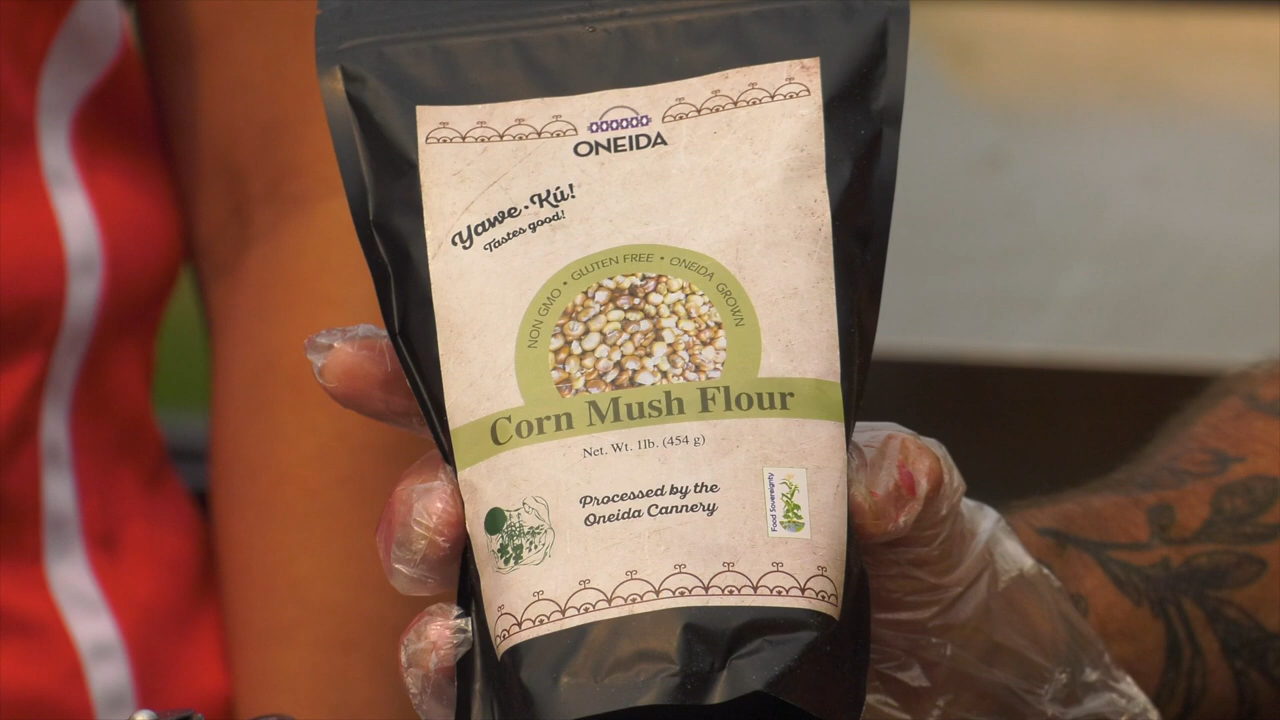 ONEIDA
Yawe·Kú!
Tastes good!
NON GMO • GLUTEN FREE • ONEIDA GROWN
Corn Mush Flour
Net. Wt. 1lb. (454 g)
Processed by the
Oneida Cannery
Food Sovereignty